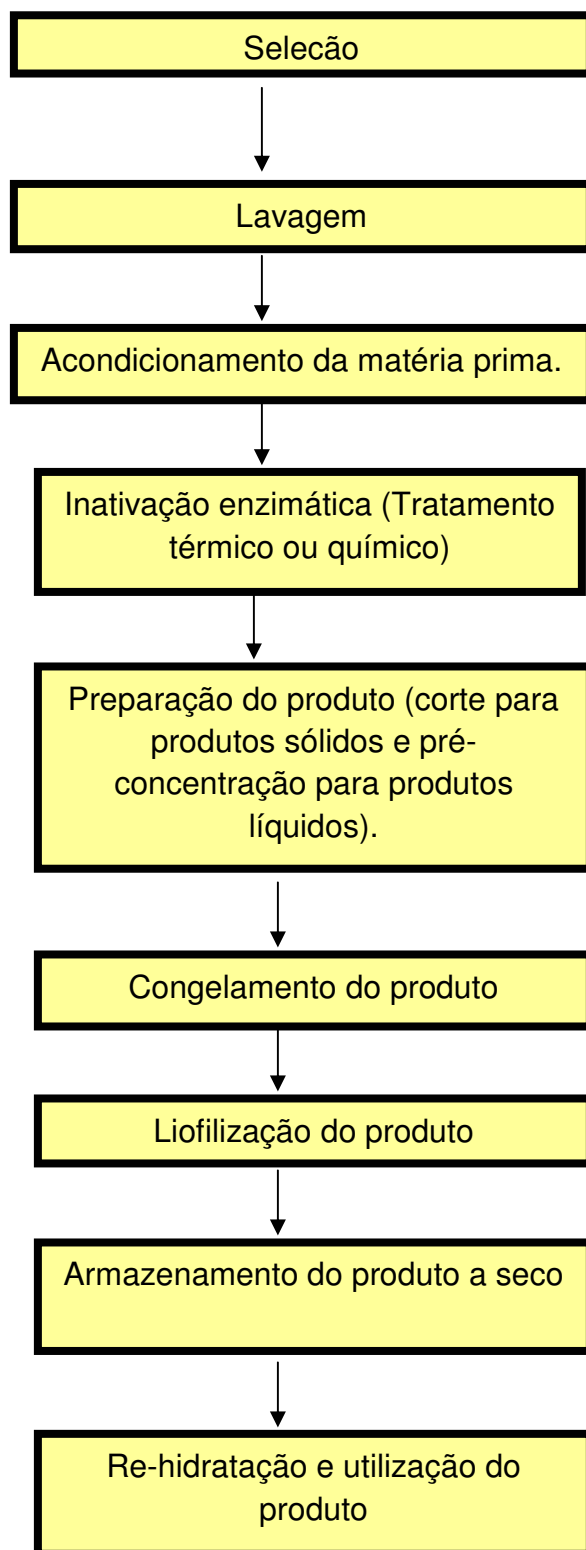 Selecão
Lavagem
Acondicionamento da matéria prima.
Inativação enzimática (Tratamento
térmico ou químico)
Preparação do produto (corte para
produtos sólidos e pré-
concentração para produtos
líquidos).
Congelamento do produto
Liofilização do produto
Armazenamento do produto a seco
Re-hidratação e utilização do
produto